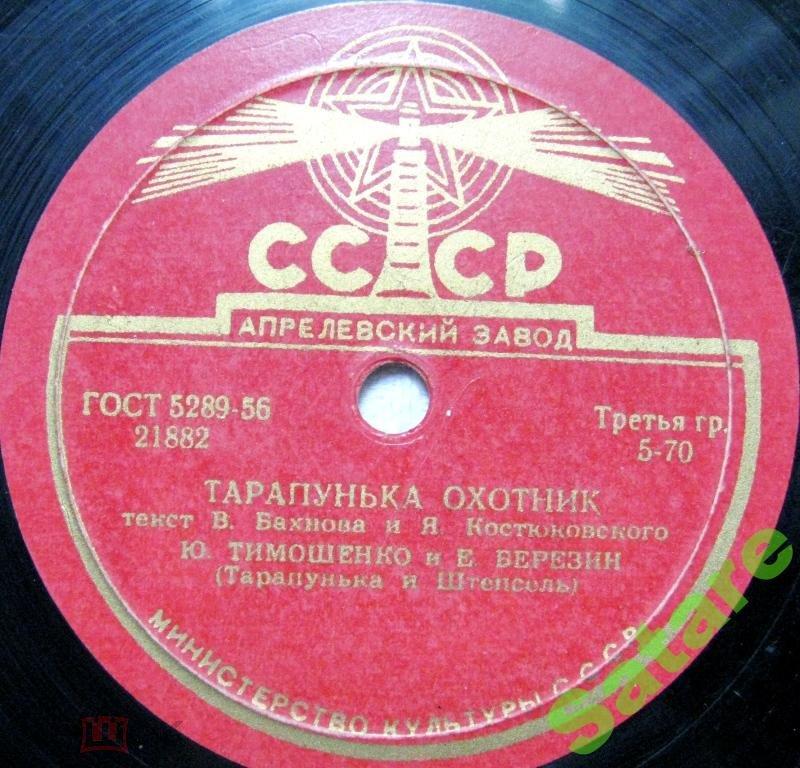 СССР
АПРЕЛЕВСКИЙ ЗАВОД
ГОСТ 5289-56
21882
Третья гр.
5-70
ТАРАПУНЬКА ОХОТНИК
текст В. Бахнова и Я. Костюковского
Ю. ТИМОШЕНКО и Е. БЕРЕЗИН
(Тарапунька и Штепсель)
МИНИСТЕРСТВО КУЛЬТУРЫ СССР
Satare